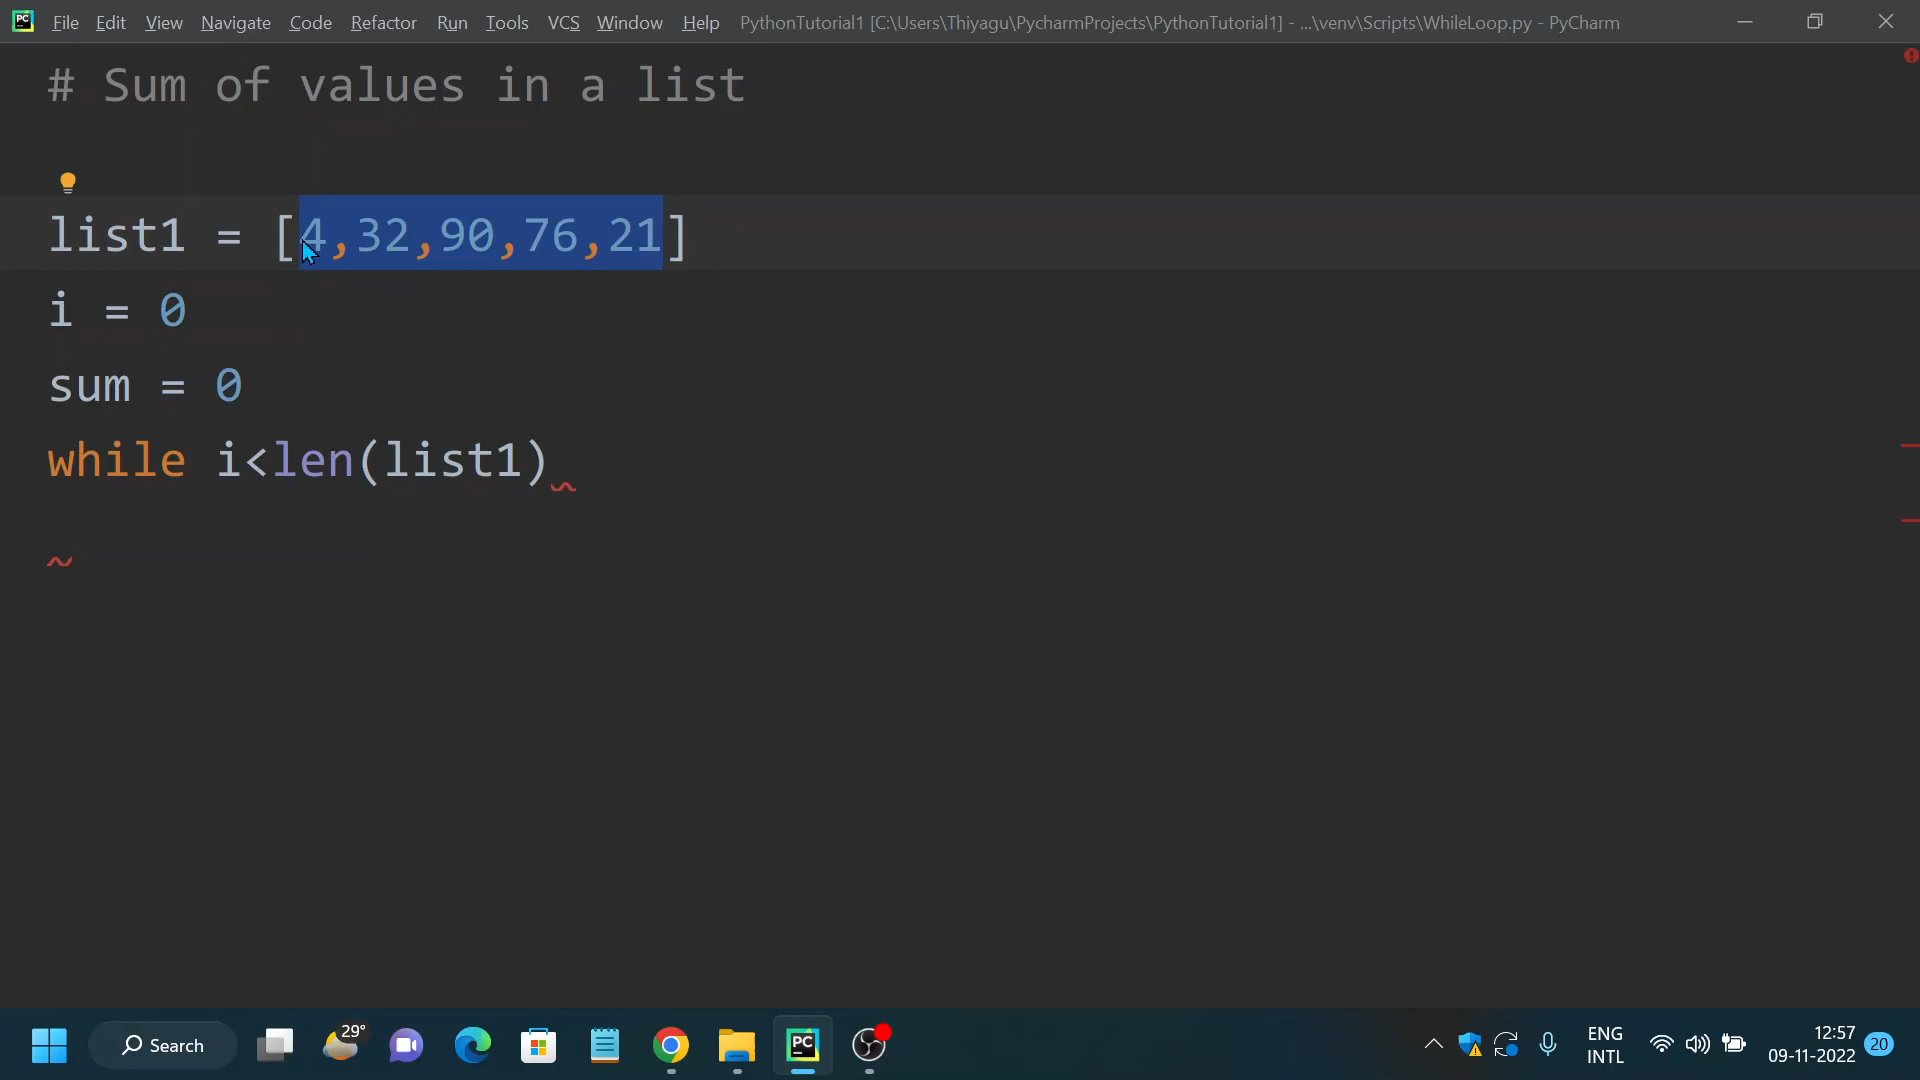 File Edit View Navigate Code Refactor Run Tools VCS Window Help PythonTutorial1 [C:\Users\Thiyagu\PycharmProjects\PythonTutorial1] - ...\venv\Scripts\WhileLoop.py - PyCharm
# Sum of values in a list
list1 = [4,32,90,76,21]
i = 0
sum = 0
while i<len(list1)
Search 29° PC ENG INTL 12:57 09-11-2022 20